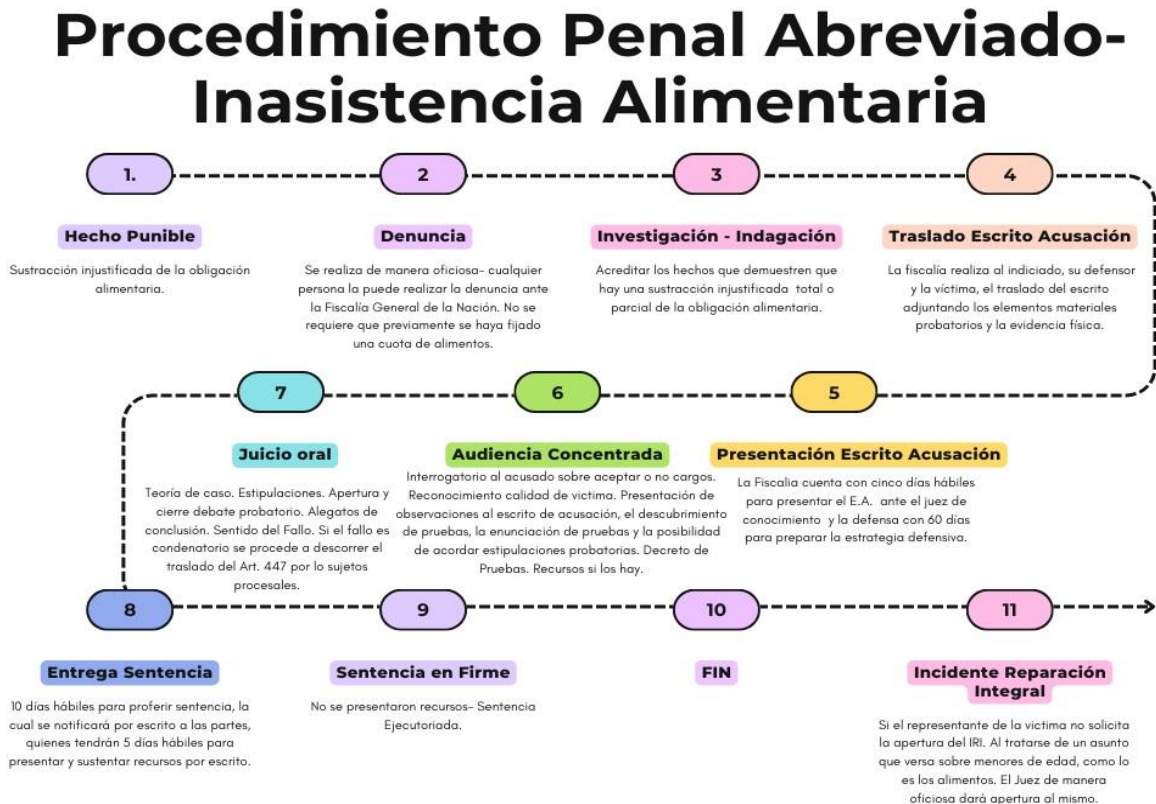 Procedimiento Penal Abreviado-
Inasistencia Alimentaria
1.
Hecho Punible
Sustracción injustificada de la obligación
alimentaria.
2
Denuncia
Se realiza de manera oficiosa- cualquier
persona la puede realizar la denuncia ante
la Fiscalía General de la Nación. No se
requiere que previamente se haya fijado
una cuota de alimentos.
3
Investigación - Indagación
Acreditar los hechos que demuestren que
hay una sustracción injustificada total o
parcial de la obligación alimentaria.
4
Traslado Escrito Acusación
La fiscalía realiza al indiciado, su defensor
y la víctima, el traslado del escrito
adjuntando los elementos materiales
probatorios y la evidencia física.
5
Presentación Escrito Acusación
La Fiscalia cuenta con cinco días hábiles
para presentar el E.A. ante el juez de
conocimiento y la defensa con 60 días
para preparar la estrategia defensiva.
6
Audiencia Concentrada
Interrogatorio al acusado sobre aceptar o no cargos.
Reconocimiento calidad de victima. Presentación de
observaciones al escrito de acusación, el descubrimiento
de pruebas, la enunciación de pruebas y la posibilidad
de acordar estipulaciones probatorias. Decreto de
Pruebas. Recursos si los hay.
7
Juicio oral
Teoría de caso. Estipulaciones. Apertura y
cierre debate probatorio. Alegatos de
conclusión. Sentido del Fallo. Si el fallo es
condenatorio se procede a descorrer el
traslado del Art. 447 por lo sujetos
procesales.
8
Entrega Sentencia
10 días hábiles para proferir sentencia, la
cual se notificará por escrito a las partes,
quienes tendrán 5 días hábiles para
presentar y sustentar recursos por escrito.
9
Sentencia en Firme
No se presentaron recursos- Sentencia
Ejecutoriada.
10
FIN
11
Incidente Reparación
Integral
Si el representante de la victima no solicita
la apertura del IRI. Al tratarse de un asunto
que versa sobre menores de edad, como lo
es los alimentos. El Juez de manera
oficiosa dará apertura al mismo.